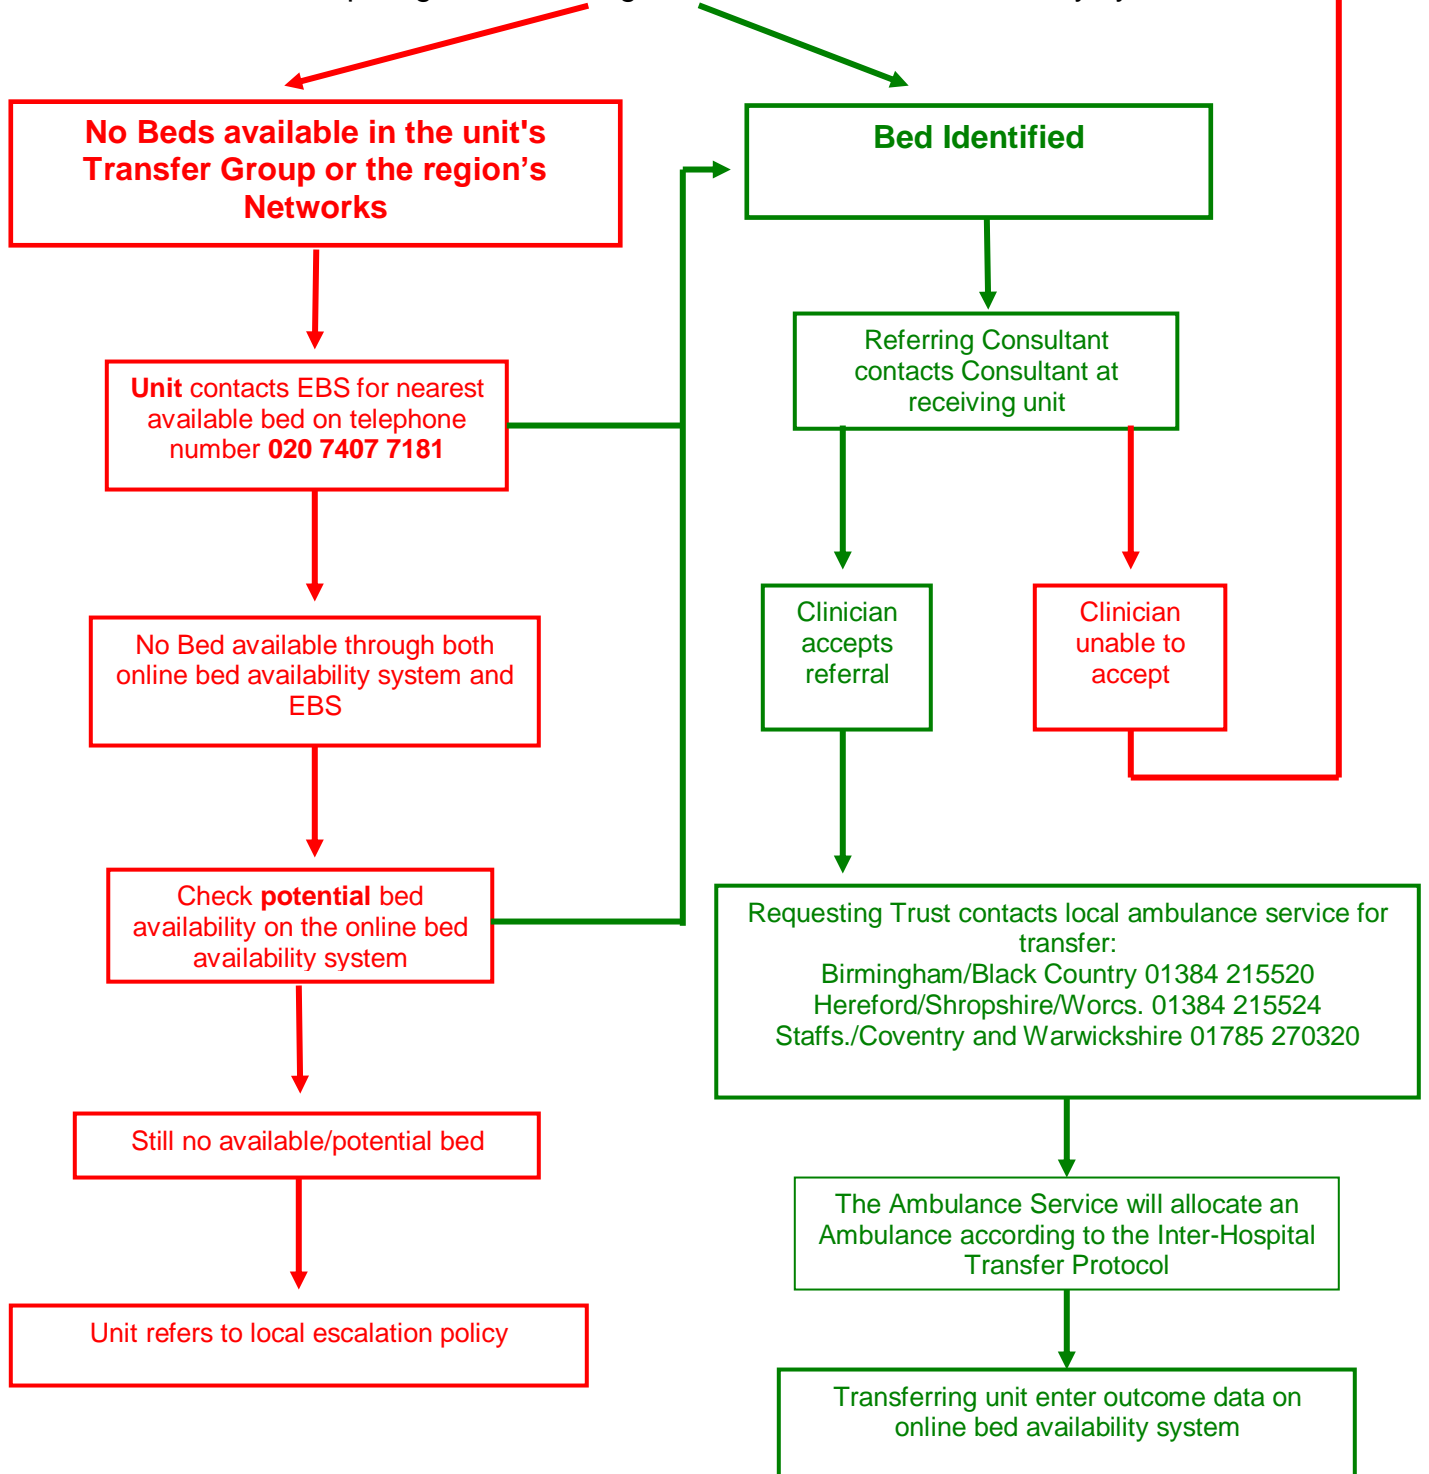 No Beds available in the unit's
Transfer Group or the region’s
Networks
Bed Identified
Unit contacts EBS for nearest
available bed on telephone
number 020 7407 7181
Referring Consultant
contacts Consultant at
receiving unit
No Bed available through both
online bed availability system and
EBS
Clinician
accepts
referral
Clinician
unable to
accept
Check potential bed
availability on the online bed
availability system
Requesting Trust contacts local ambulance service for
transfer:
Birmingham/Black Country 01384 215520
Hereford/Shropshire/Worcs. 01384 215524
Staffs./Coventry and Warwickshire 01785 270320
Still no available/potential bed
The Ambulance Service will allocate an
Ambulance according to the Inter-Hospital
Transfer Protocol
Unit refers to local escalation policy
Transferring unit enter outcome data on
online bed availability system